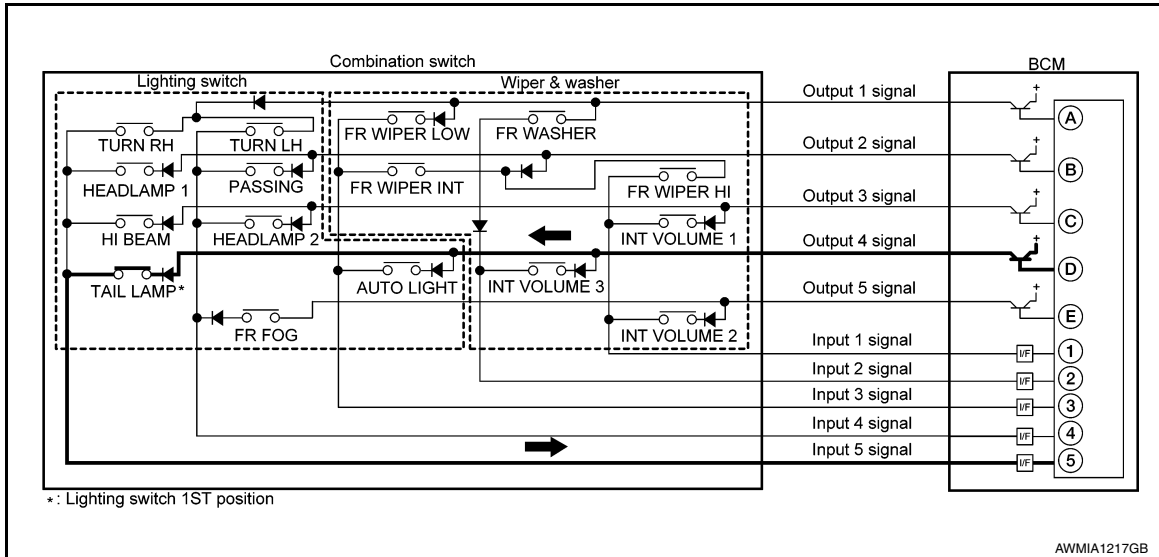 Combination switch
BCM
Lighting switch
Wiper & washer
Output 1 signal
+
A
TURN RH
TURN LH
FR WIPER LOW
FR WASHER
Output 2 signal
+
B
HEADLAMP 1
PASSING
FR WIPER INT
FR WIPER HI
Output 3 signal
+
C
HI BEAM
HEADLAMP 2
INT VOLUME 1
Output 4 signal
+
D
TAIL LAMP*
AUTO LIGHT
INT VOLUME 3
Output 5 signal
+
E
FR FOG
INT VOLUME 2
Input 1 signal
I/F
1
Input 2 signal
I/F
2
Input 3 signal
I/F
3
Input 4 signal
I/F
4
Input 5 signal
I/F
5
*: Lighting switch 1ST position
AWMIA1217GB